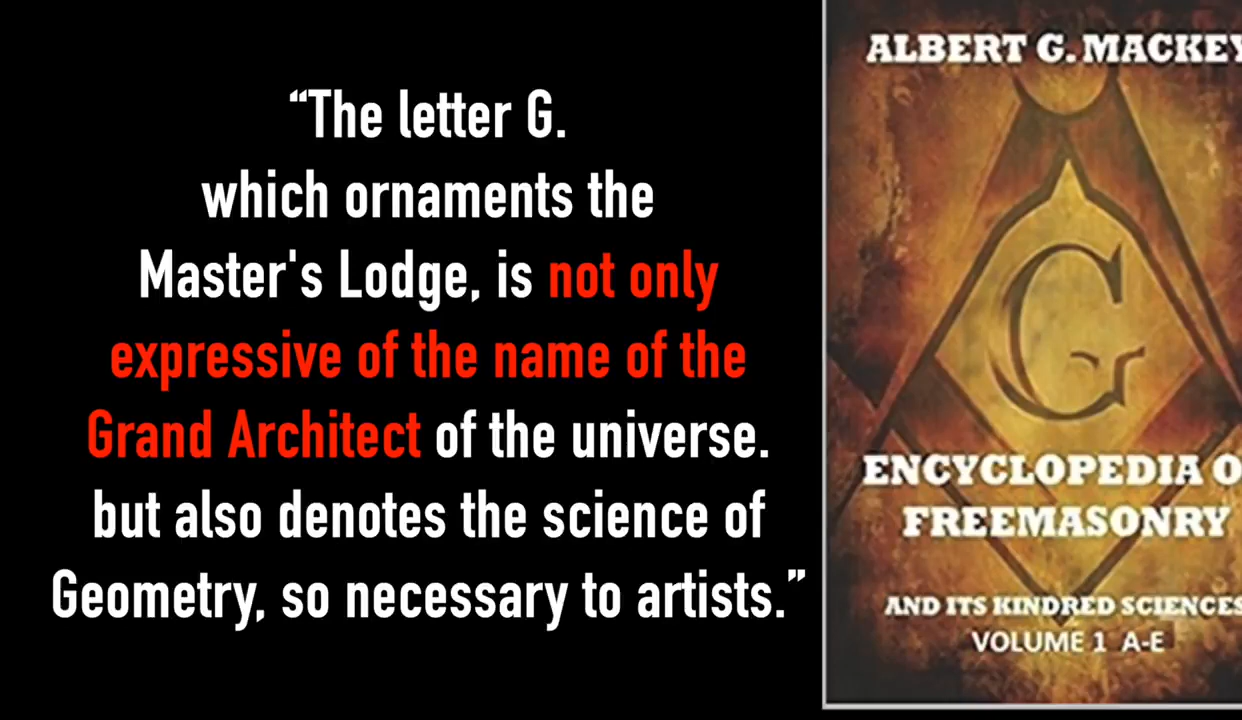 “The letter G.
which ornaments the
Master's Lodge, is not only
expressive of the name of the
Grand Architect of the universe.
but also denotes the science of
Geometry, so necessary to artists.”
ALBERT G. MACKEY
G
ENCYCLOPEDIA O
FREEMASONRY
AND ITS KINDRED SCIENCES
VOLUME 1 A-E